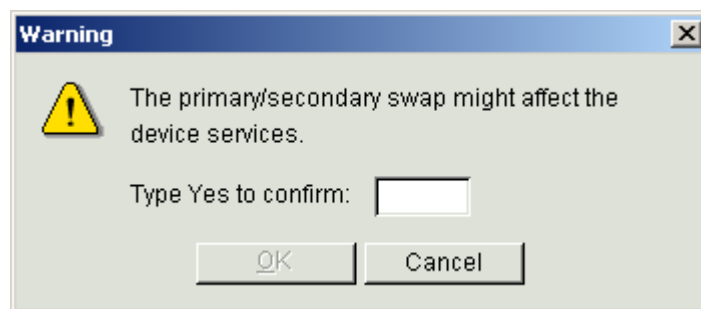 Warning
The primary/secondary swap might affect the
device services.
Type Yes to confirm:
OK Cancel